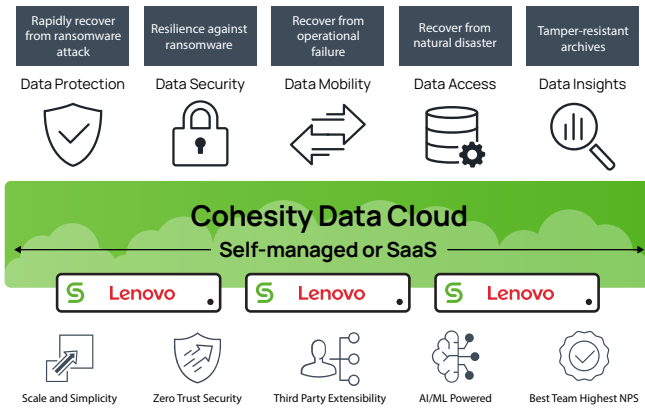 Rapidly recover
from ransomware
attack
Resilience against
ransomware
Recover from
operational
failure
Recover from
natural disaster
Tamper-resistant
archives
Data Protection
Data Security
Data Mobility
Data Access
Data Insights
Cohesity Data Cloud
Self-managed or SaaS
Lenovo
Lenovo
Lenovo
Scale and Simplicity
Zero Trust Security
Third Party Extensibility
AI/ML Powered
Best Team Highest NPS